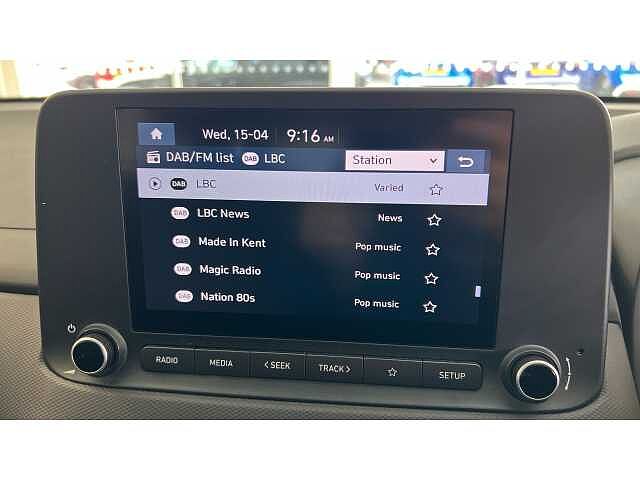 Wed, 15-04 9:16 AM
DAB/FM list DAB LBC Station
DAB LBC Varied
DAB LBC News News
DAB Made In Kent Pop music
DAB Magic Radio Pop music
DAB Nation 80s Pop music
RADIO MEDIA < SEEK TRACK > SETUP